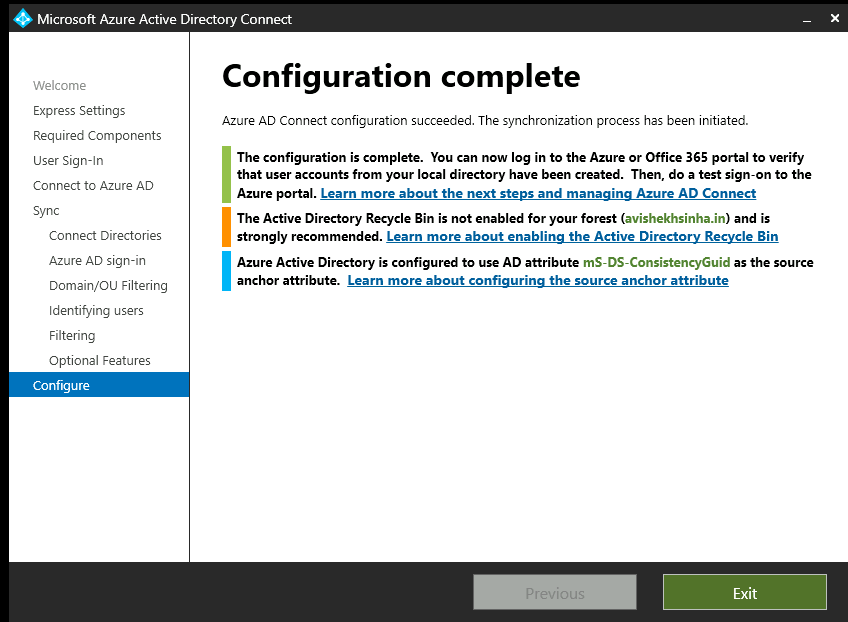 Microsoft Azure Active Directory Connect
Welcome
Express Settings
Required Components
User Sign-In
Connect to Azure AD
Sync
Connect Directories
Azure AD sign-in
Domain/OU Filtering
Identifying users
Filtering
Optional Features
Configure
Configuration complete
Azure AD Connect configuration succeeded. The synchronization process has been initiated.
The configuration is complete.  You can now log in to the Azure or Office 365 portal to verify
that user accounts from your local directory have been created.  Then, do a test sign-on to the
Azure portal. Learn more about the next steps and managing Azure AD Connect
The Active Directory Recycle Bin is not enabled for your forest (avishekhsinha.in) and is
strongly recommended. Learn more about enabling the Active Directory Recycle Bin
Azure Active Directory is configured to use AD attribute mS-DS-ConsistencyGuid as the source
anchor attribute.  Learn more about configuring the source anchor attribute
Previous
Exit